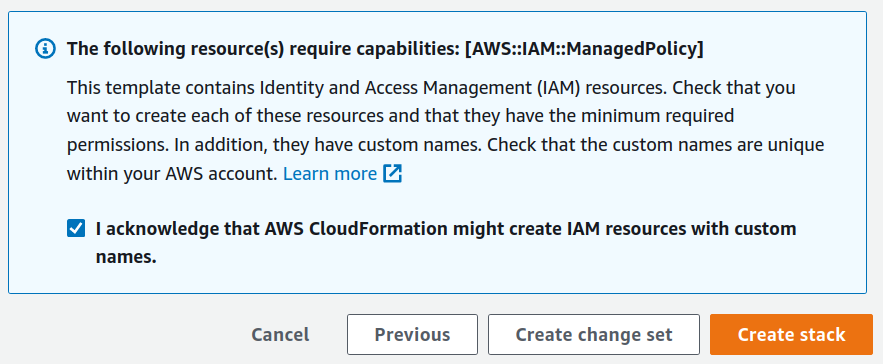 The following resource(s) require capabilities: [AWS::IAM::ManagedPolicy]
This template contains Identity and Access Management (IAM) resources. Check that you
want to create each of these resources and that they have the minimum required
permissions. In addition, they have custom names. Check that the custom names are unique
within your AWS account. Learn more
I acknowledge that AWS CloudFormation might create IAM resources with custom
names.
Cancel Previous Create change set Create stack